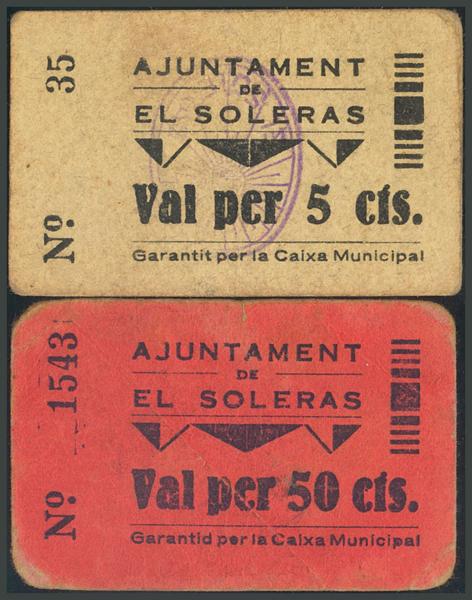 Nº 35
AJUNTAMENT
DE
EL SOLERAS
Val per 5 cts.
Garantit per la Caixa Municipal
Nº 1543
AJUNTAMENT
DE
EL SOLERAS
Val per 50 cts.
Garantid per la Caixa Municipal